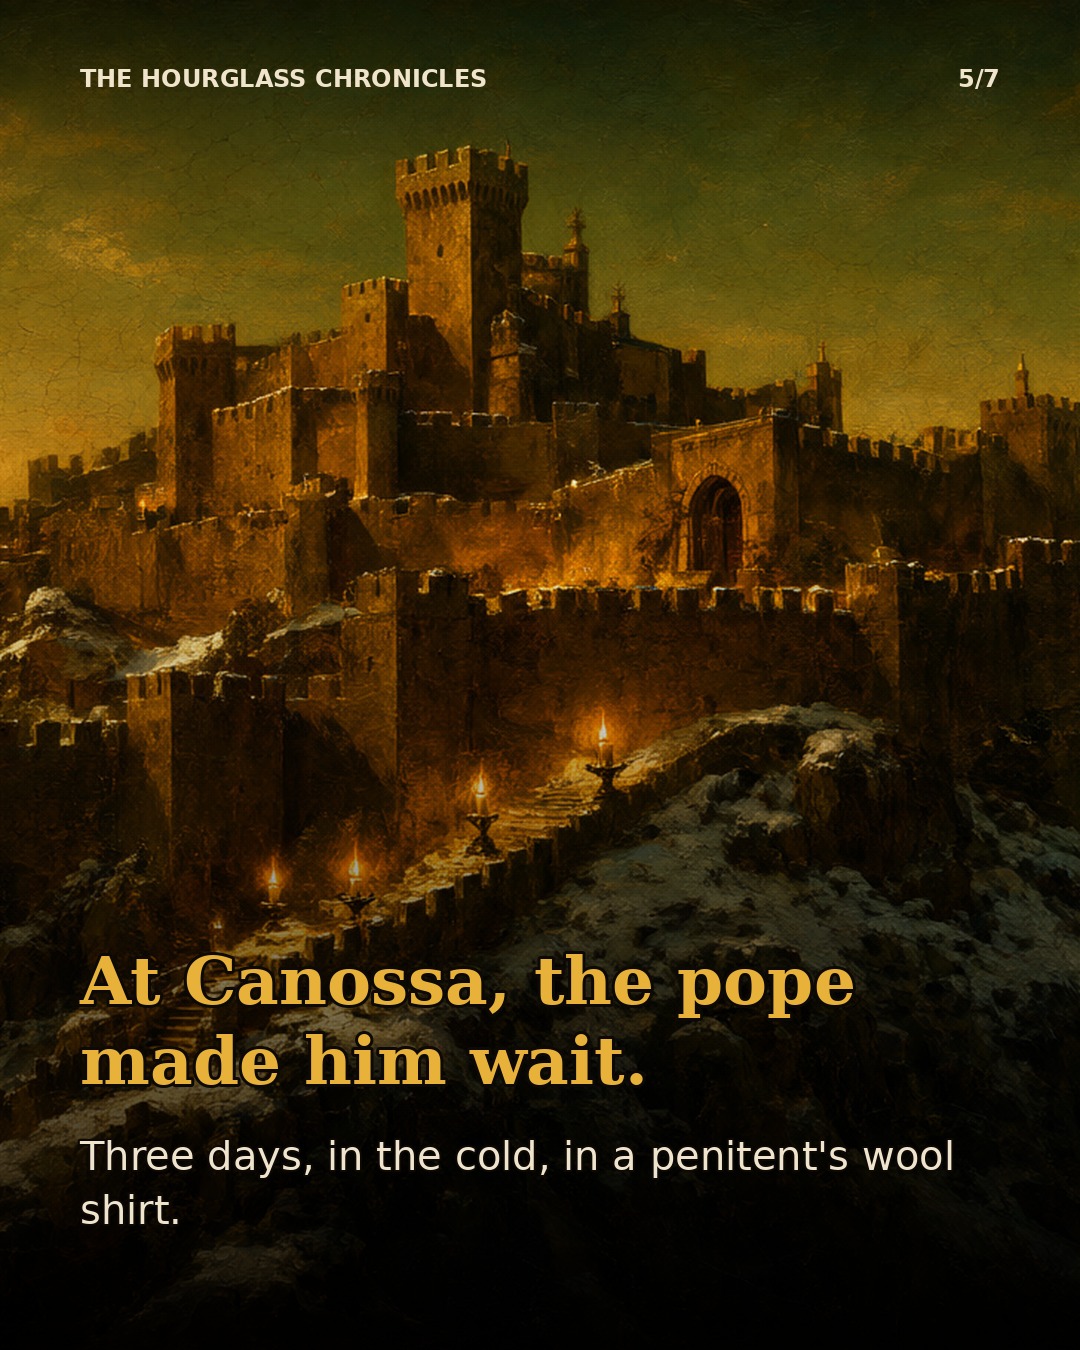 THE HOURGLASS CHRONICLES
5/7
At Canossa, the pope
made him wait.
Three days, in the cold, in a penitent's wool
shirt.